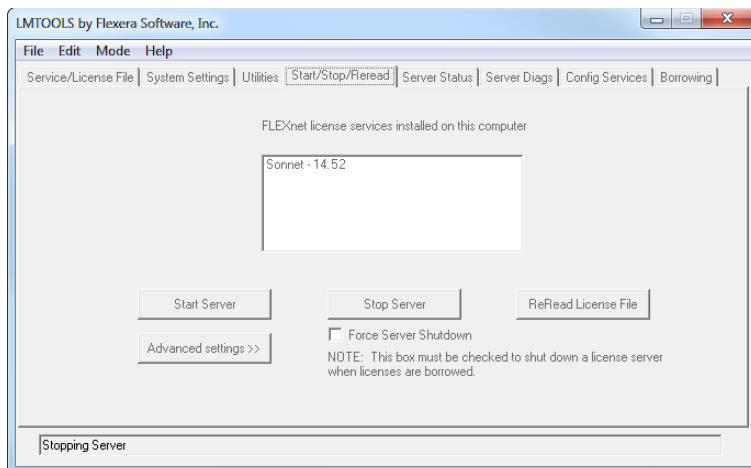 LMTOOLS by Flexera Software, Inc.
File Edit Mode Help
Service/License File System Settings Utilities Start/Stop/Reread Server Status Server Diags Config Services Borrowing
FLEXnet license services installed on this computer
Sonnet - 14.52
Start Server Stop Server ReRead License File
Advanced settings >> Force Server Shutdown
NOTE: This box must be checked to shut down a license server
when licenses are borrowed.
Stopping Server